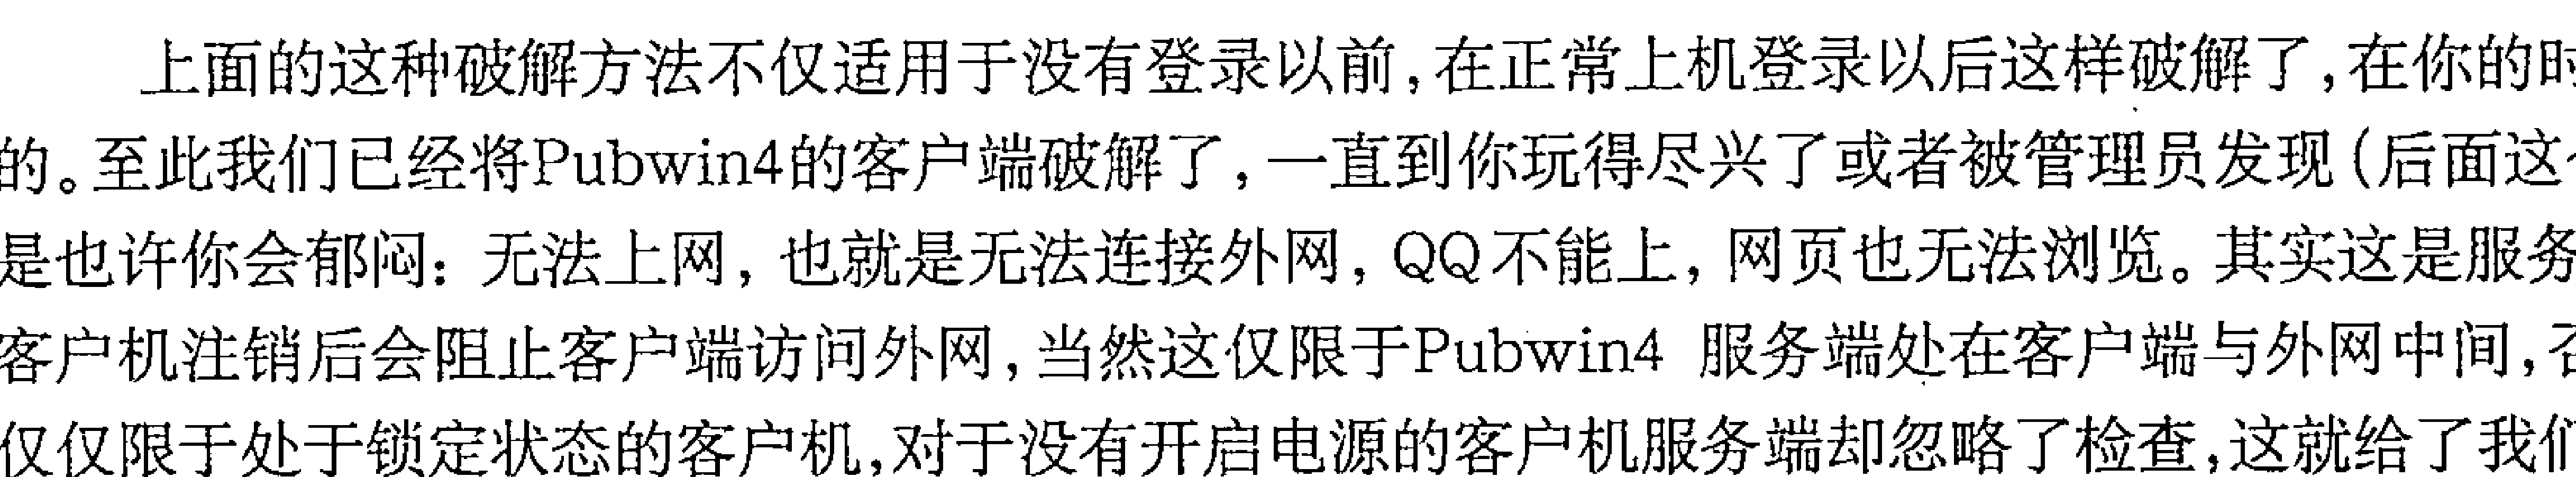 上面的这种破解方法不仅适用于没有登录以前,在正常上机登录以后这样破解了,在你的时
的。至此我们已经将Pubwin4的客户端破解了,一直到你玩得尽兴了或者被管理员发现(后面这
是也许你会郁闷：无法上网，也就是无法连接外网，QQ不能上，网页也无法浏览。其实这是服务
客户机注销后会阻止客户端访问外网,当然这仅限于Pubwin4 服务端处在客户端与外网中间,否
仅仅限于处于锁定状态的客户机,对于没有开启电源的客户机服务端却忽略了检查,这就给了我们